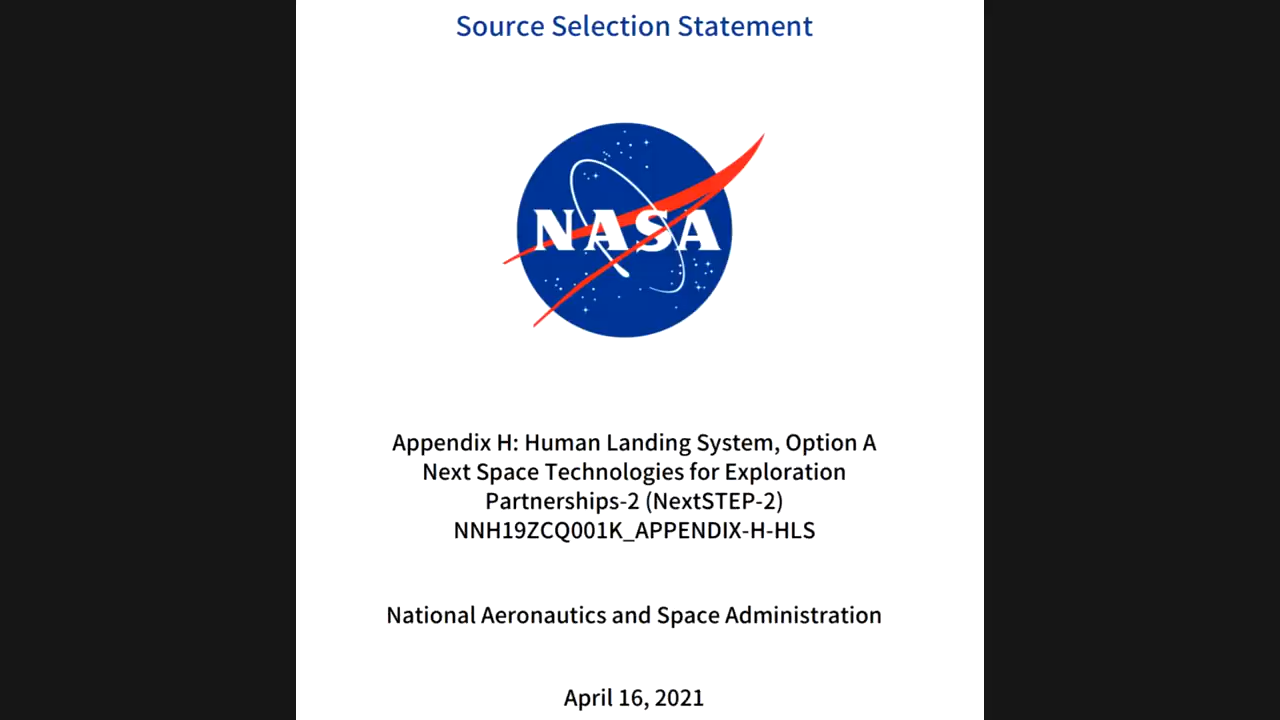 Source Selection Statement
NASA
Appendix H: Human Landing System, Option A
Next Space Technologies for Exploration
Partnerships-2 (NextSTEP-2)
NNH19ZCQ001K_APPENDIX-H-HLS
National Aeronautics and Space Administration
April 16, 2021